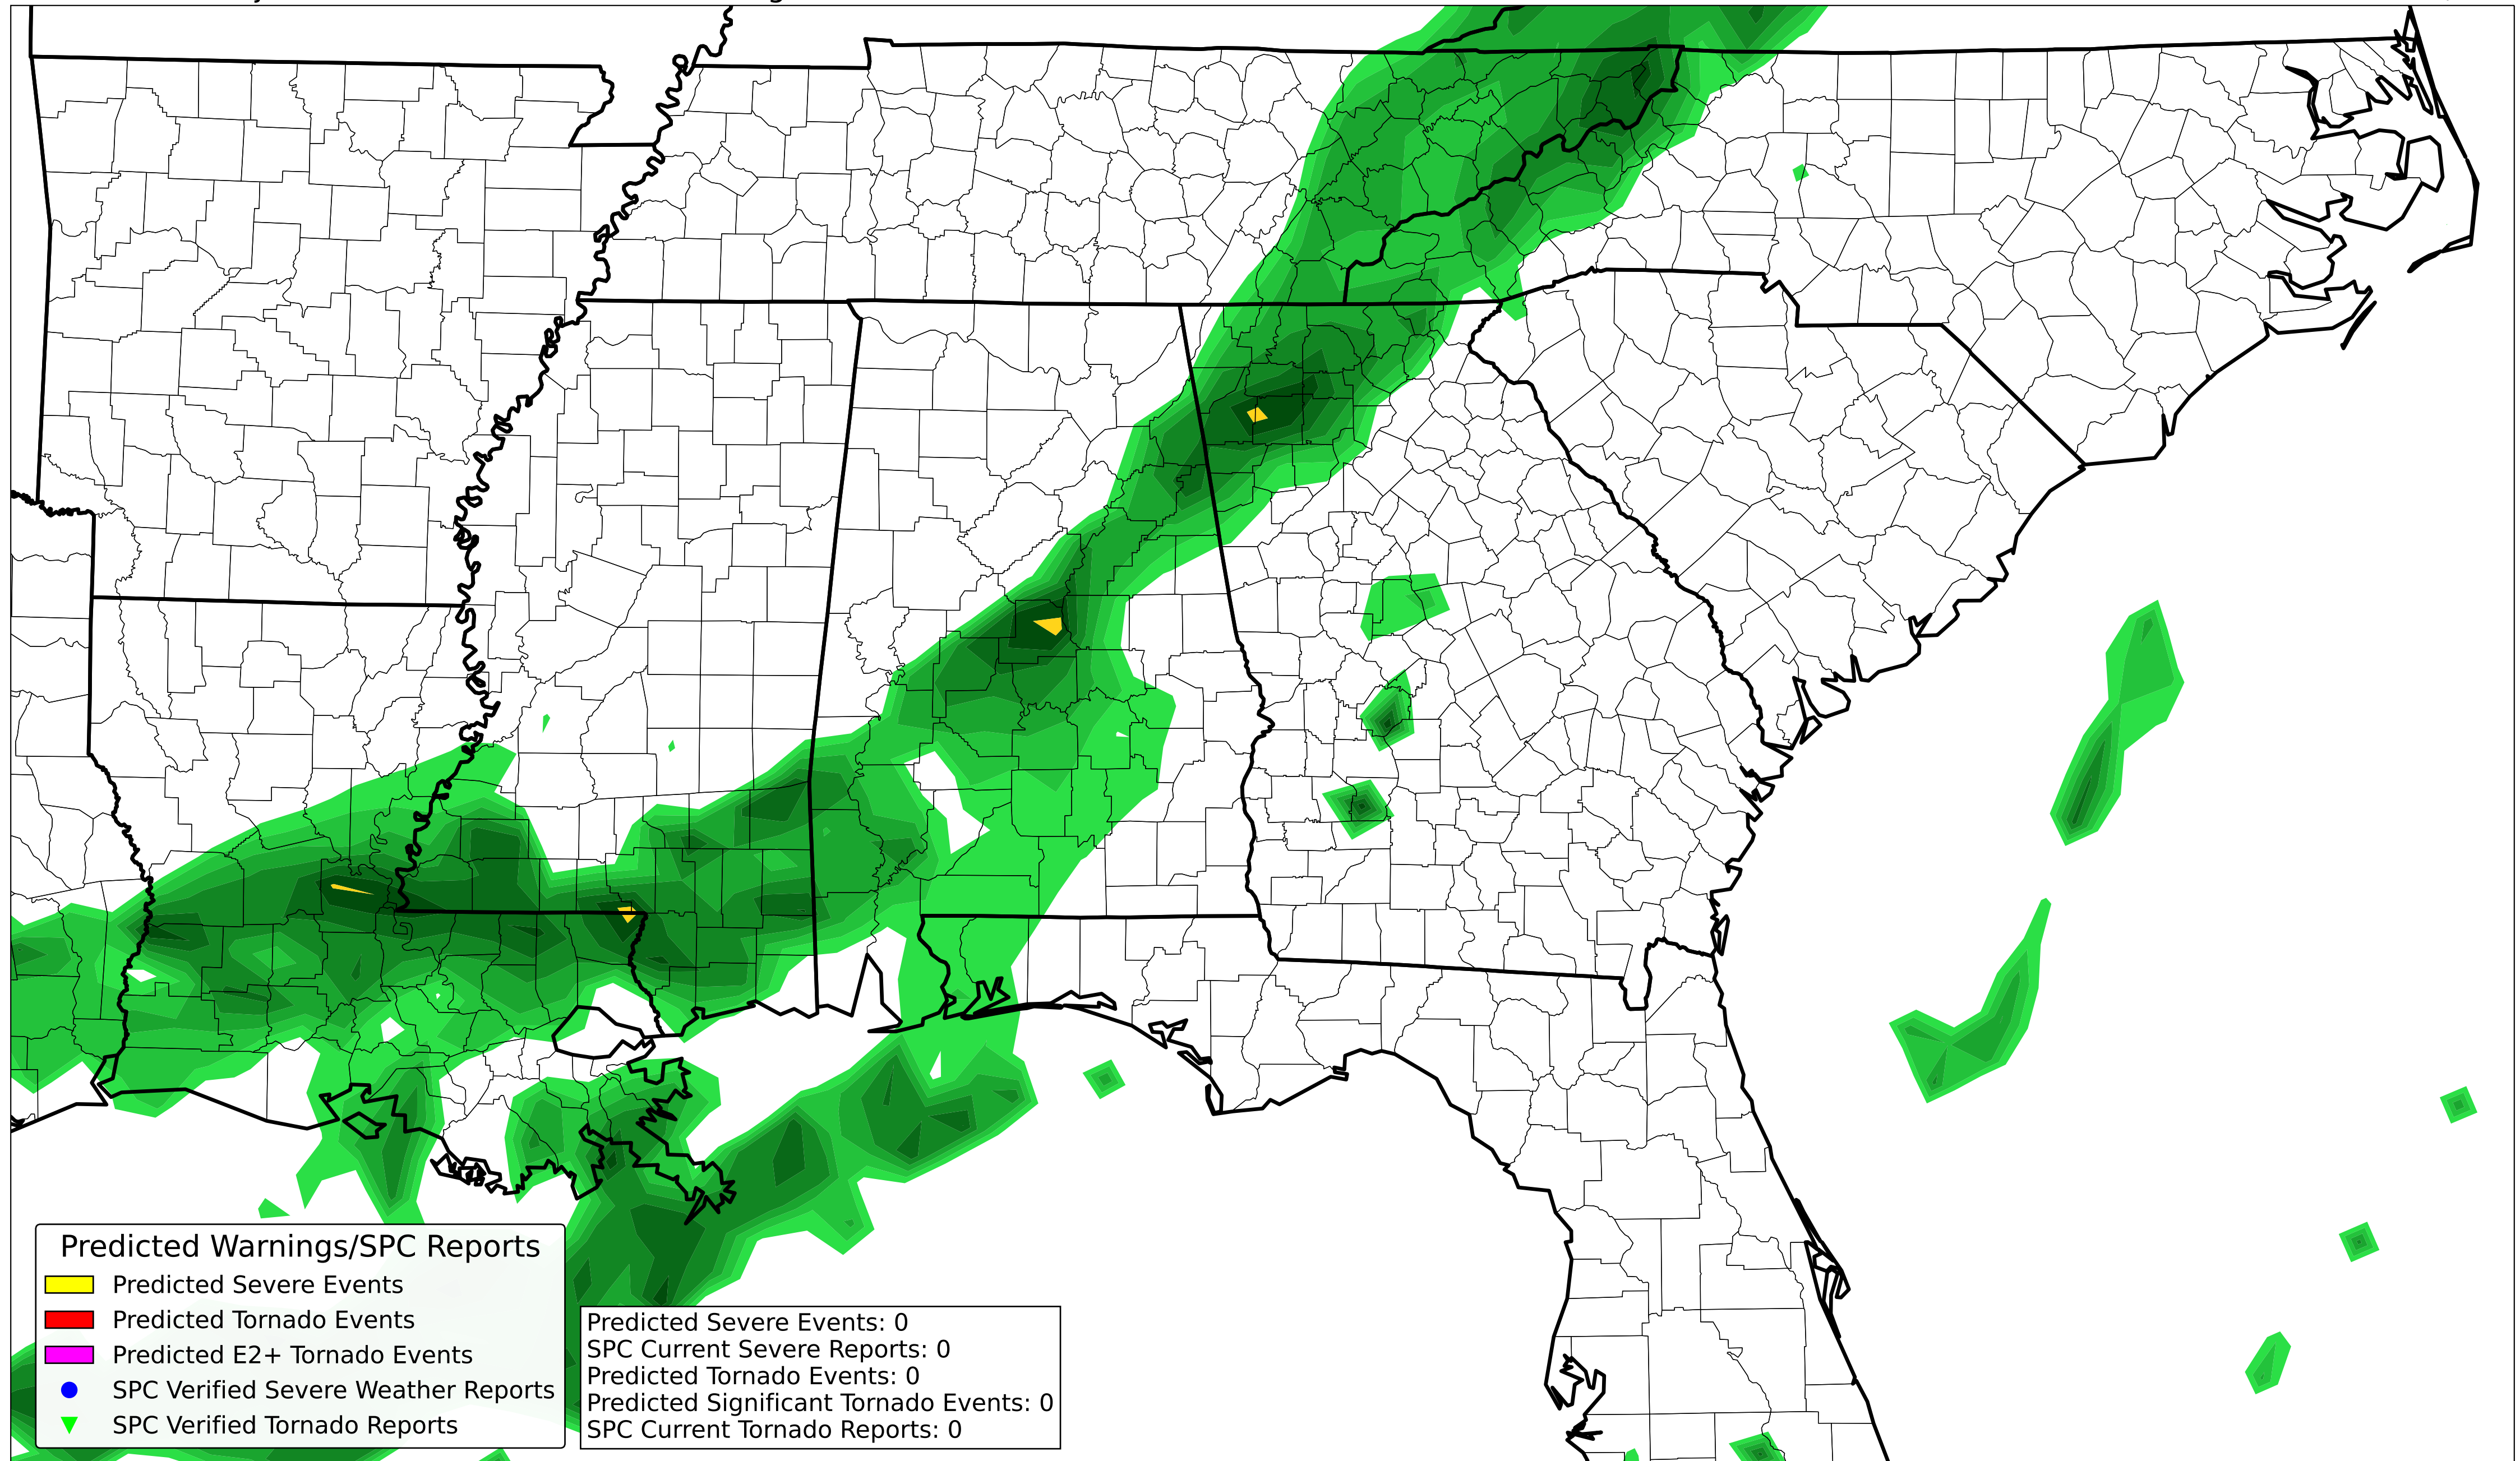 Predicted Warnings/SPC Reports
Predicted Severe Events
Predicted Tornado Events
Predicted E2+ Tornado Events
SPC Verified Severe Weather Reports
SPC Verified Tornado Reports
Predicted Severe Events: 0
SPC Current Severe Reports: 0
Predicted Tornado Events: 0
Predicted Significant Tornado Events: 0
SPC Current Tornado Reports: 0